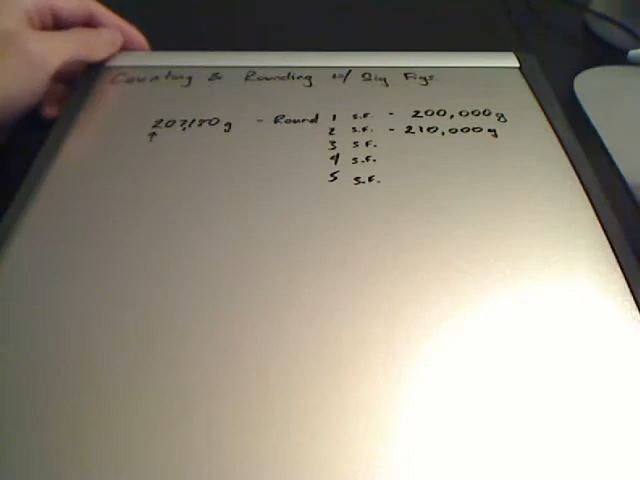 Counting & Rounding w/ Sig Figs
207,180 g - Round 1 s.f. - 200,000 g
2 s.f. - 210,000 g
3 s.f.
4 s.f.
5 s.f.